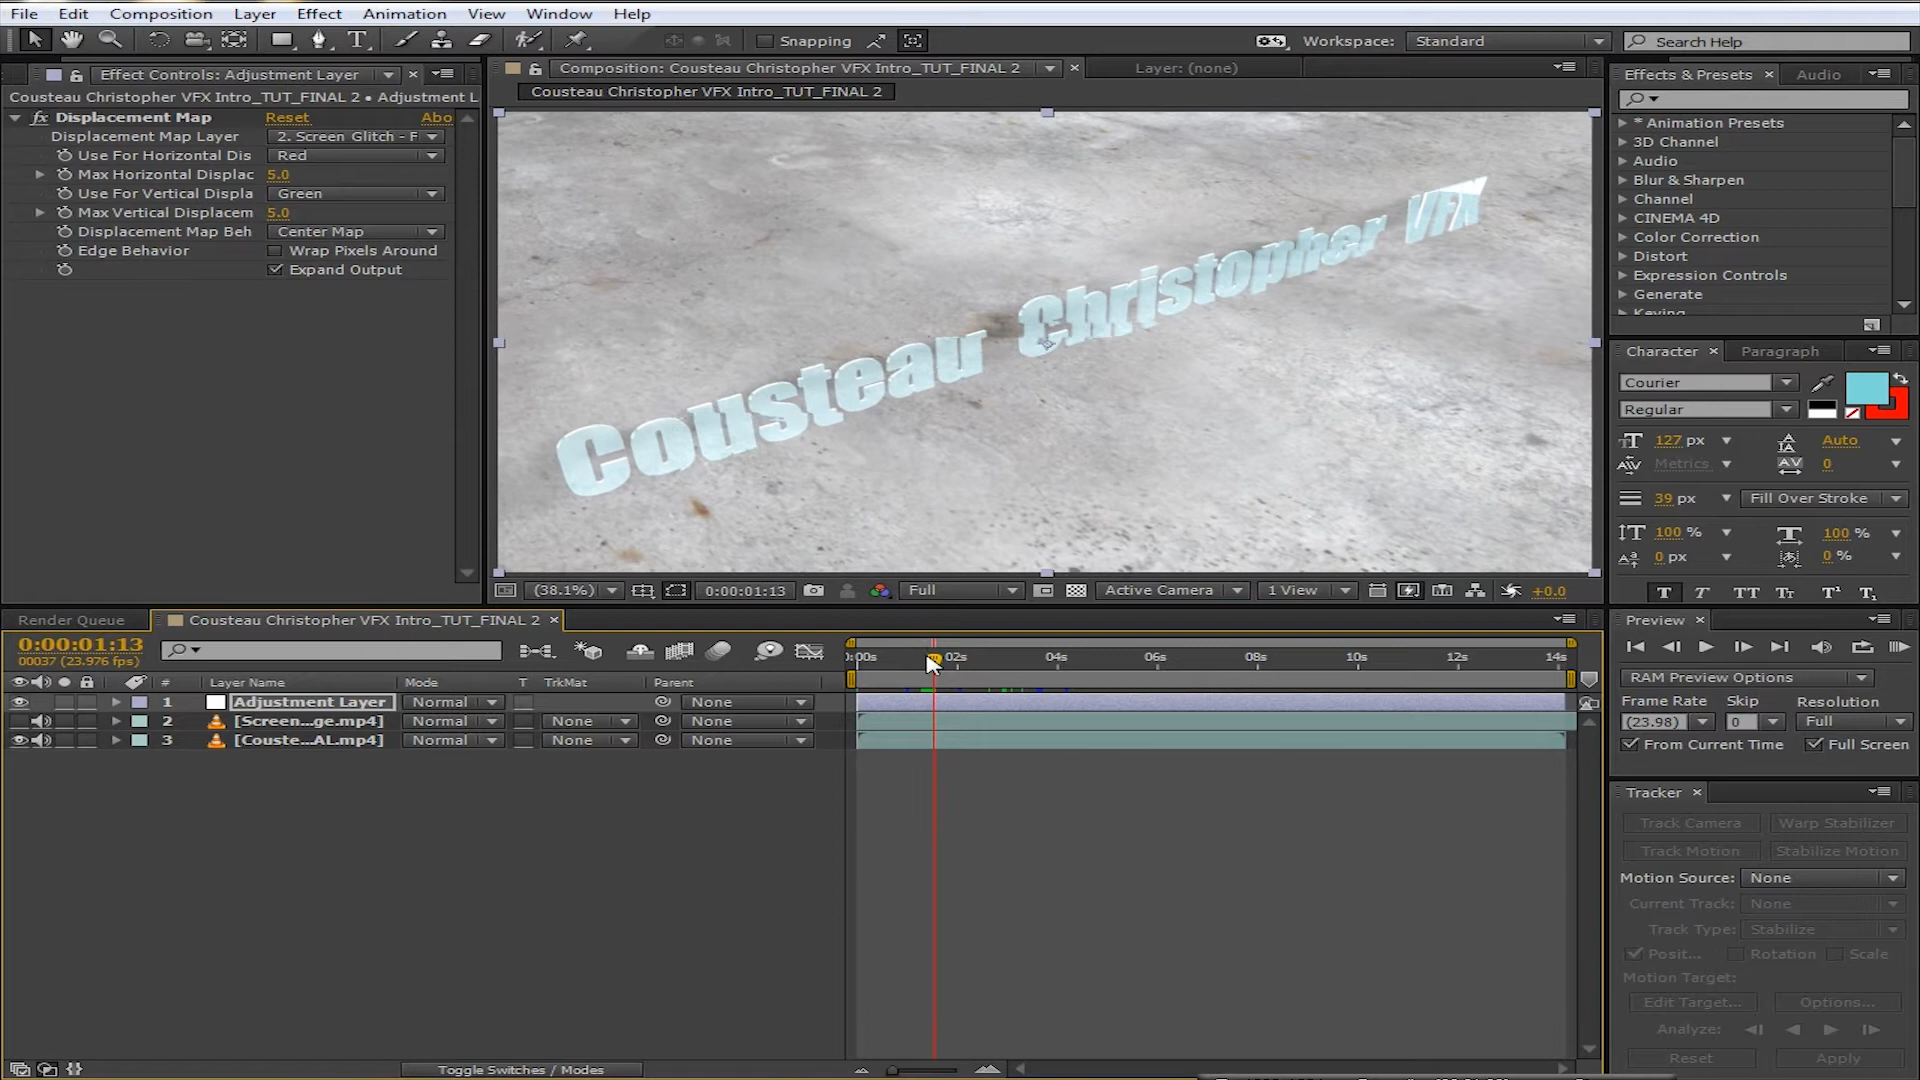 File Edit Composition Layer Effect Animation View Window Help
Snapping
Workspace: Standard
Search Help
Effect Controls: Adjustment Layer
Cousteau Christopher VFX Intro_TUT_FINAL 2 • Adjustment L
fx Displacement Map Reset Abo
Displacement Map Layer 2. Screen Glitch - F
Use For Horizontal Dis Red
Max Horizontal Displac 5.0
Use For Vertical Displa Green
Max Vertical Displacem 5.0
Displacement Map Beh Center Map
Edge Behavior Wrap Pixels Around
Expand Output
Composition: Cousteau Christopher VFX Intro_TUT_FINAL 2
Layer: (none)
Cousteau Christopher VFX Intro_TUT_FINAL 2
Cousteau Christopher VFX
(38.1%) 0:00:01:13 Full Active Camera 1 View +0.0
Effects & Presets Audio
* Animation Presets
3D Channel
Audio
Blur & Sharpen
Channel
CINEMA 4D
Color Correction
Distort
Expression Controls
Generate
Keying
Character Paragraph
Courier
Regular
127 px Auto
Metrics 0
39 px Fill Over Stroke
100 % 100 %
0 px 0 %
Render Queue
Cousteau Christopher VFX Intro_TUT_FINAL 2
0:00:01:13
00037 (23.976 fps)
0:00s 02s 04s 06s 08s 10s 12s 14s
# Layer Name Mode T TrkMat Parent
1 Adjustment Layer Normal None
2 [Screen...ge.mp4] Normal None None
3 [Couste...AL.mp4] Normal None None
Toggle Switches / Modes
Preview
RAM Preview Options
Frame Rate Skip Resolution
(23.98) 0 Full
From Current Time Full Screen
Tracker
Track Camera Warp Stabilizer
Track Motion Stabilize Motion
Motion Source: None
Current Track: None
Track Type: Stabilize
Posit... Rotation Scale
Motion Target:
Edit Target... Options...
Analyze:
Reset Apply